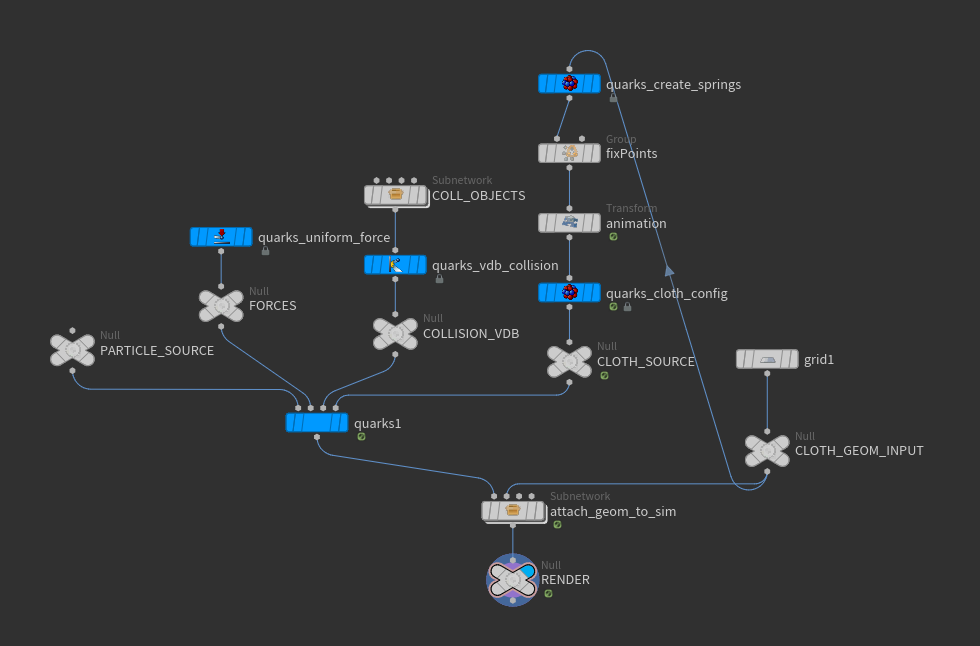 quarks_create_springs
Group
fixPoints
Subnetwork
COLL_OBJECTS
Transform
animation
quarks_uniform_force
quarks_vdb_collision
quarks_cloth_config
Null
FORCES
Null
COLLISION_VDB
Null
PARTICLE_SOURCE
Null
CLOTH_SOURCE
grid1
quarks1
Null
CLOTH_GEOM_INPUT
Subnetwork
attach_geom_to_sim
Null
RENDER